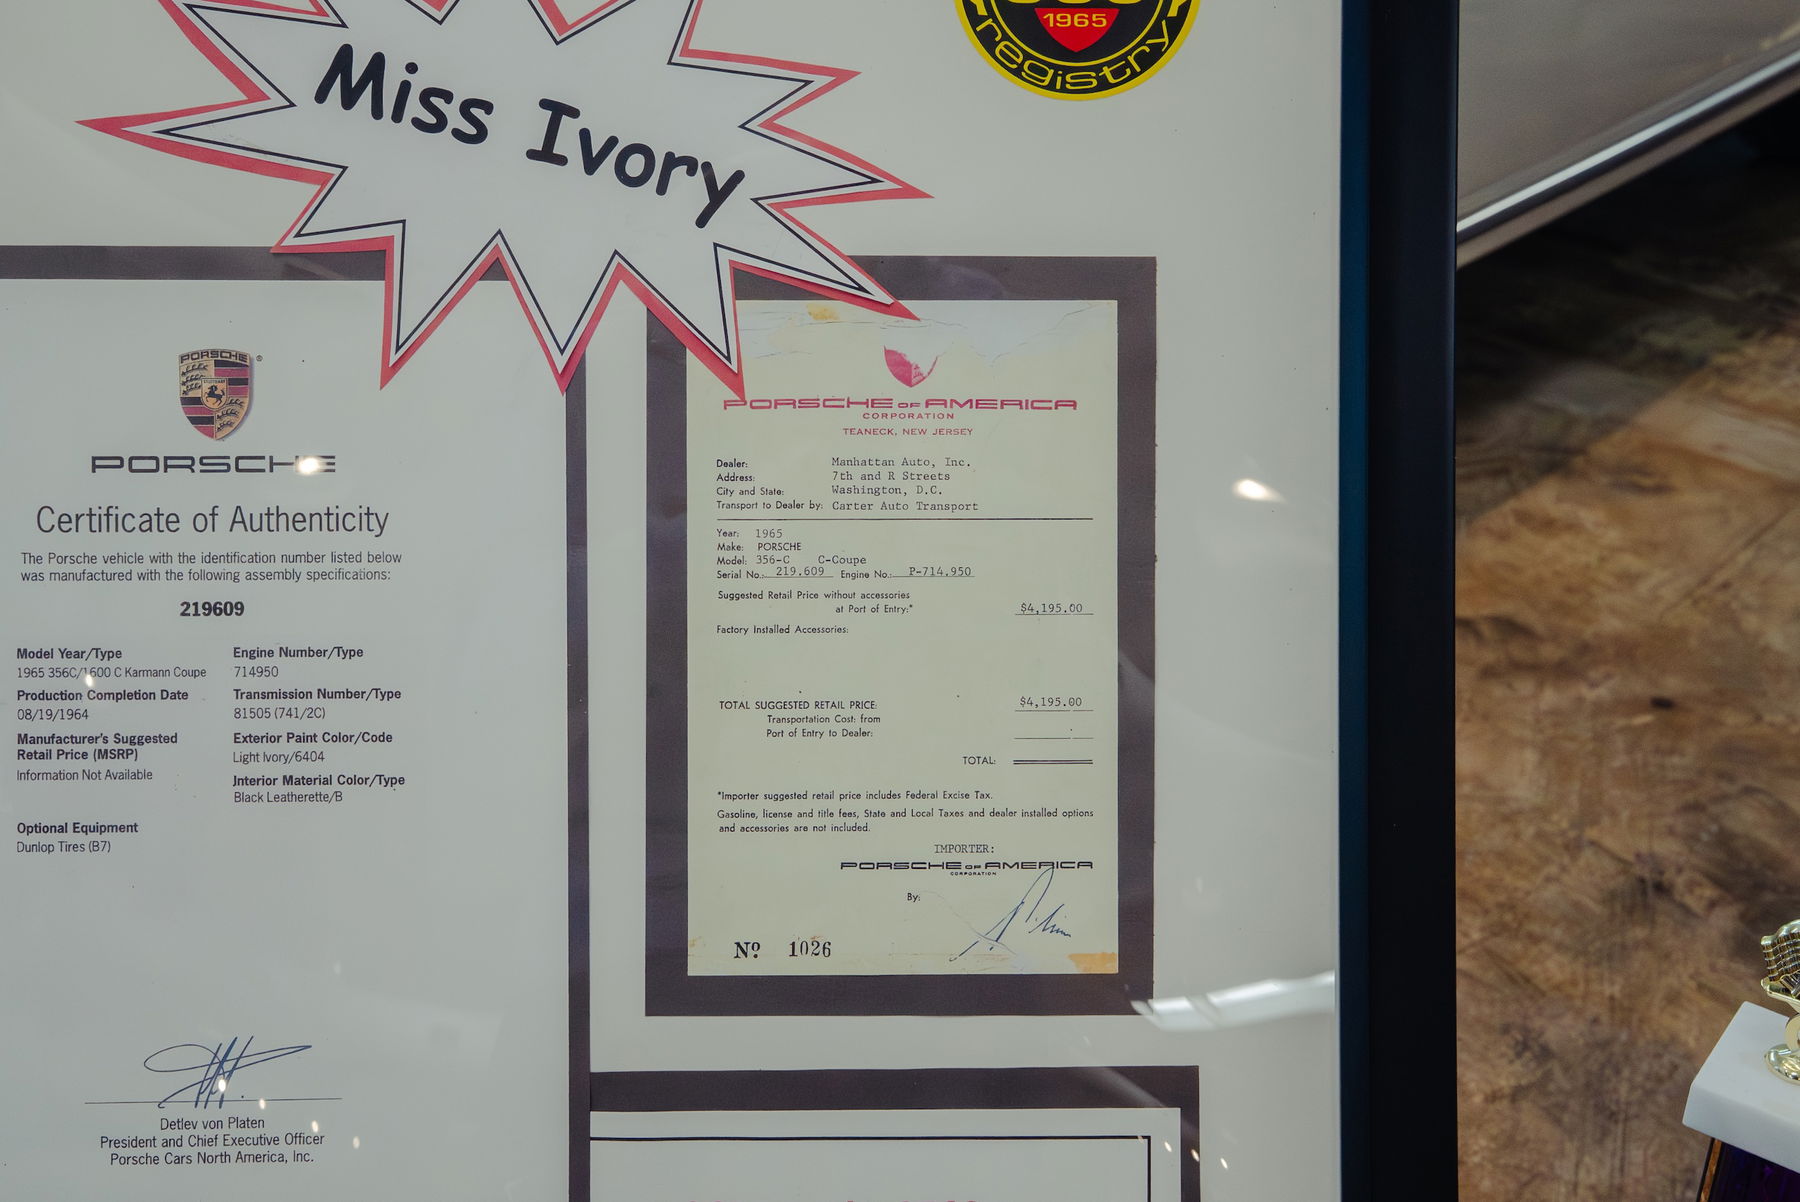 Miss Ivory
1965
registry
PORSCHE
STUTTGART
PORSCHE
Certificate of Authenticity
The Porsche vehicle with the identification number listed below
was manufactured with the following assembly specifications:
219609
Model Year/Type
1965 356C/1600 C Karmann Coupe
Production Completion Date
08/19/1964
Manufacturer's Suggested
Retail Price (MSRP)
Information Not Available
Optional Equipment
Dunlop Tires (B7)
Engine Number/Type
714950
Transmission Number/Type
81505 (741/2C)
Exterior Paint Color/Code
Light Ivory/6404
Interior Material Color/Type
Black Leatherette/B
Detlev von Platen
President and Chief Executive Officer
Porsche Cars North America, Inc.
PORSCHE OF AMERICA
CORPORATION
TEANECK, NEW JERSEY
Dealer: Manhattan Auto, Inc.
Address: 7th and R Streets
City and State: Washington, D.C.
Transport to Dealer by: Carter Auto Transport
Year: 1965
Make: PORSCHE
Model: 356-C C-Coupe
Serial No.: 219.609 Engine No.: P-714.950
Suggested Retail Price without accessories
at Port of Entry:* $4,195.00
Factory Installed Accessories:
TOTAL SUGGESTED RETAIL PRICE: $4,195.00
Transportation Cost: from
Port of Entry to Dealer:
TOTAL:
*Importer suggested retail price includes Federal Excise Tax.
Gasoline, license and title fees, State and Local Taxes and dealer installed options
and accessories are not included.
IMPORTER:
PORSCHE OF AMERICA
CORPORATION
By:
Nº 1026